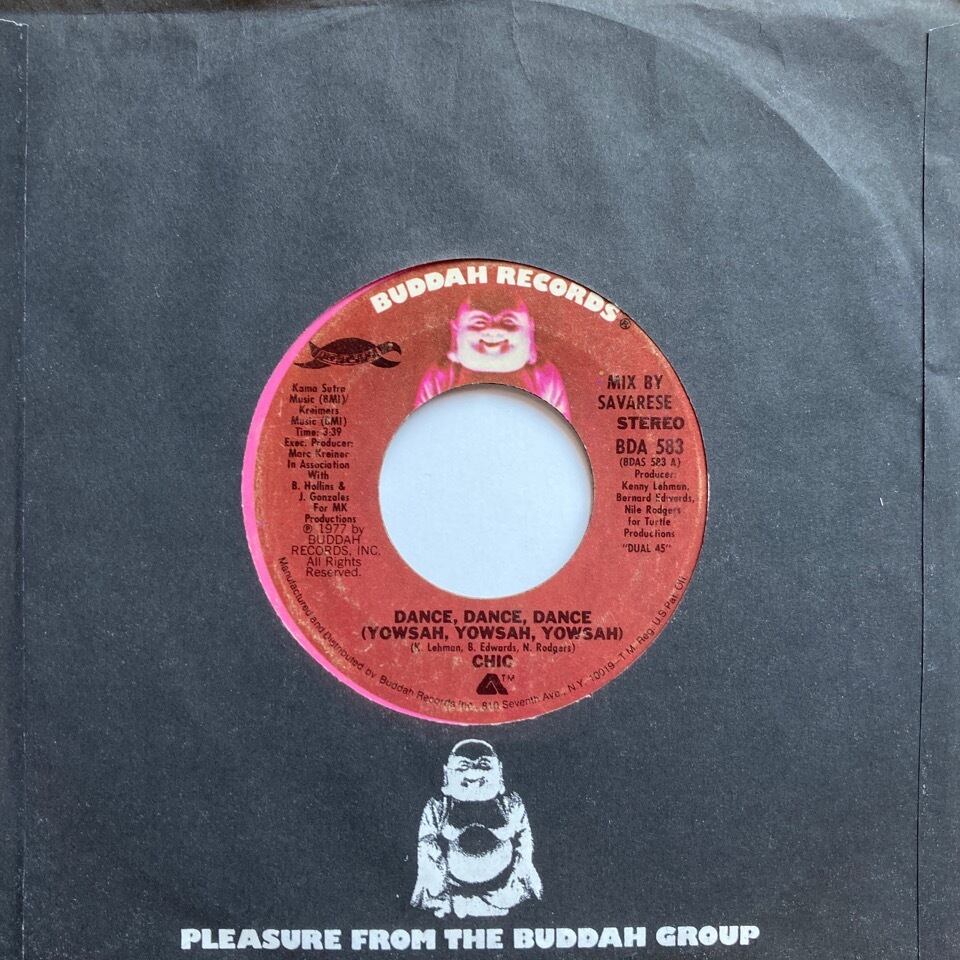 BUDDAH RECORDS®
Kama Sutra
Music (BMI)/
Kreimers
Music (BMI)
Time: 3:39
Exec. Producer:
Marc Kreiner
In Association
With
B. Hollins &
J. Gonzales
For MK
Productions
℗ 1977 by
BUDDAH
RECORDS, INC.
All Rights
Reserved.
MIX BY
SAVARESE
STEREO
BDA 583
(BDAS 583 A)
Producer:
Kenny Lehman,
Bernard Edwards,
Nile Rodgers
for Turtle
Productions
"DUAL 45"
DANCE, DANCE, DANCE
(YOWSAH, YOWSAH, YOWSAH)
(K. Lehman, B. Edwards, N. Rodgers)
CHIC
TM
Manufactured and Distributed by Buddah Records Inc., 810 Seventh Ave., N.Y. 10019–T.M. Reg. U.S. Pat. Off.
PLEASURE FROM THE BUDDAH GROUP